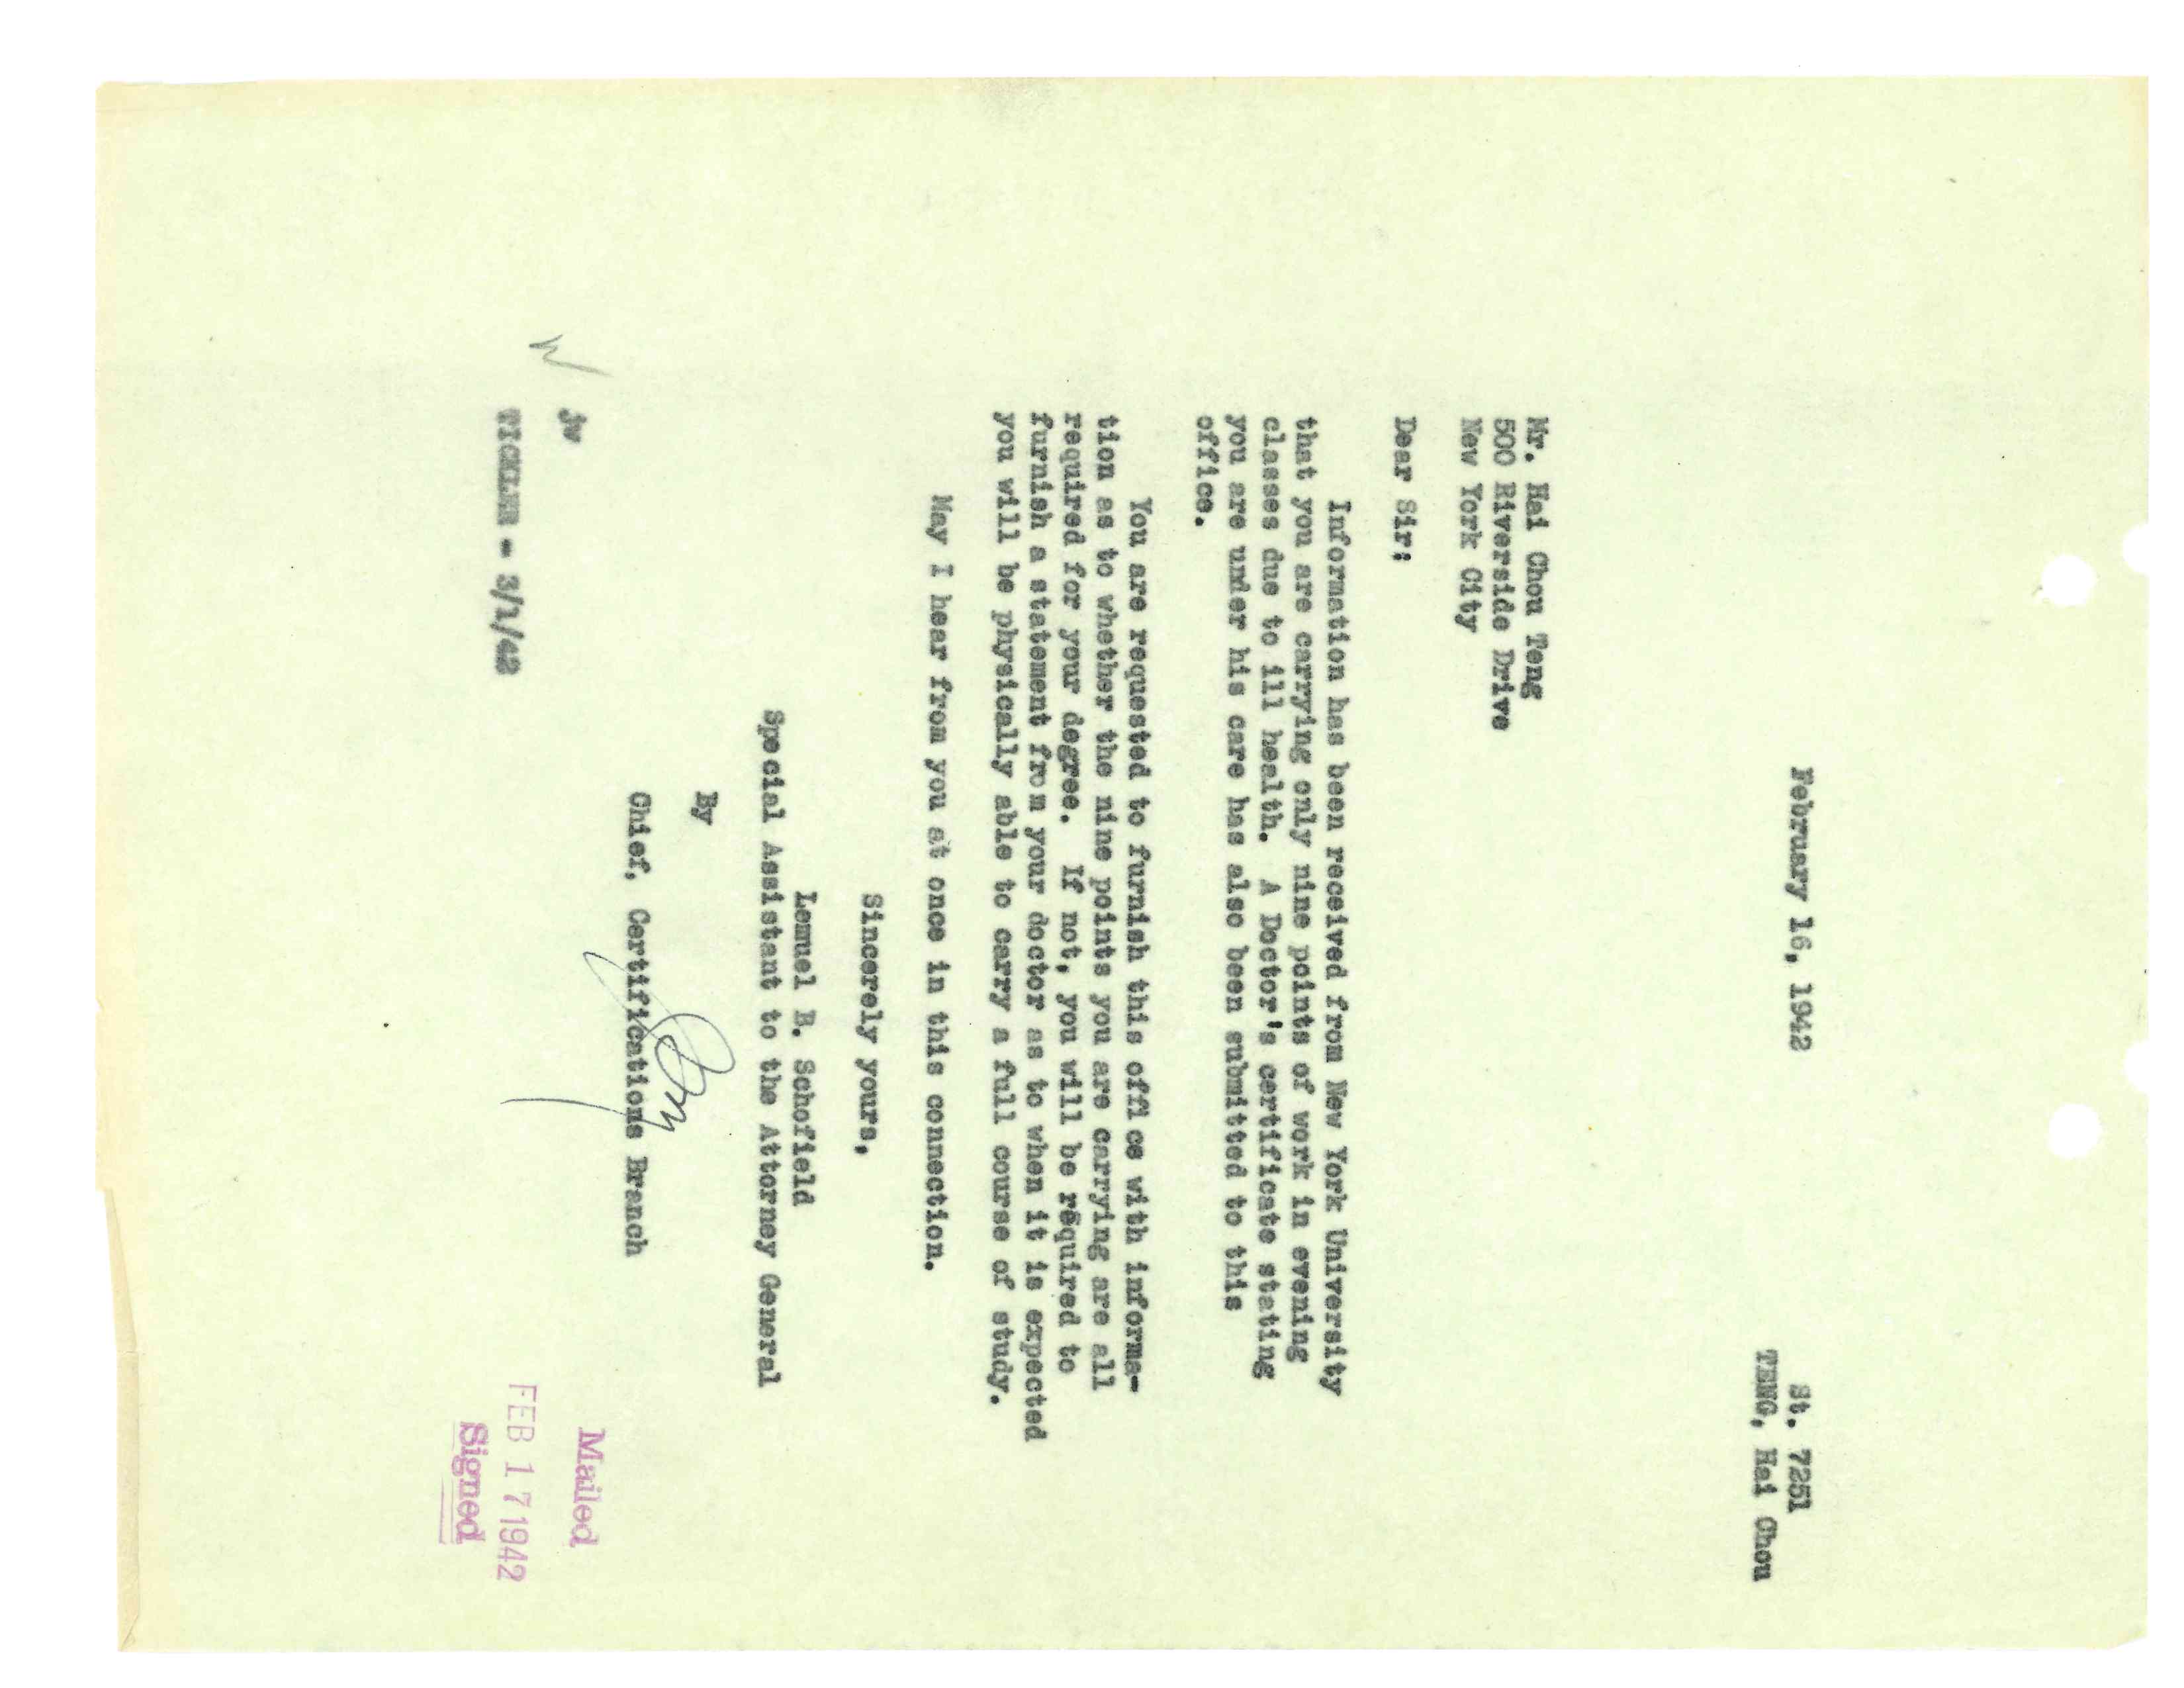 February 16, 1942
St. 7251
TENG, Hai Chou
Mr. Hai Chou Teng
500 Riverside Drive
New York City
Dear Sir:
Information has been received from New York University
that you are carrying only nine points of work in evening
classes due to ill health. A Doctor's certificate stating
you are under his care has also been submitted to this
office.
You are requested to furnish this office with informa-
tion as to whether the nine points you are carrying are all
required for your degree. If not, you will be required to
furnish a statement from your doctor as to when it is expected
you will be physically able to carry a full course of study.
May I hear from you at once in this connection.
Sincerely yours,
Lemuel B. Schofield
Special Assistant to the Attorney General
By
Chief, Certifications Branch
jw
TICKLER - 3/1/42
Mailed
FEB 17 1942
Signed